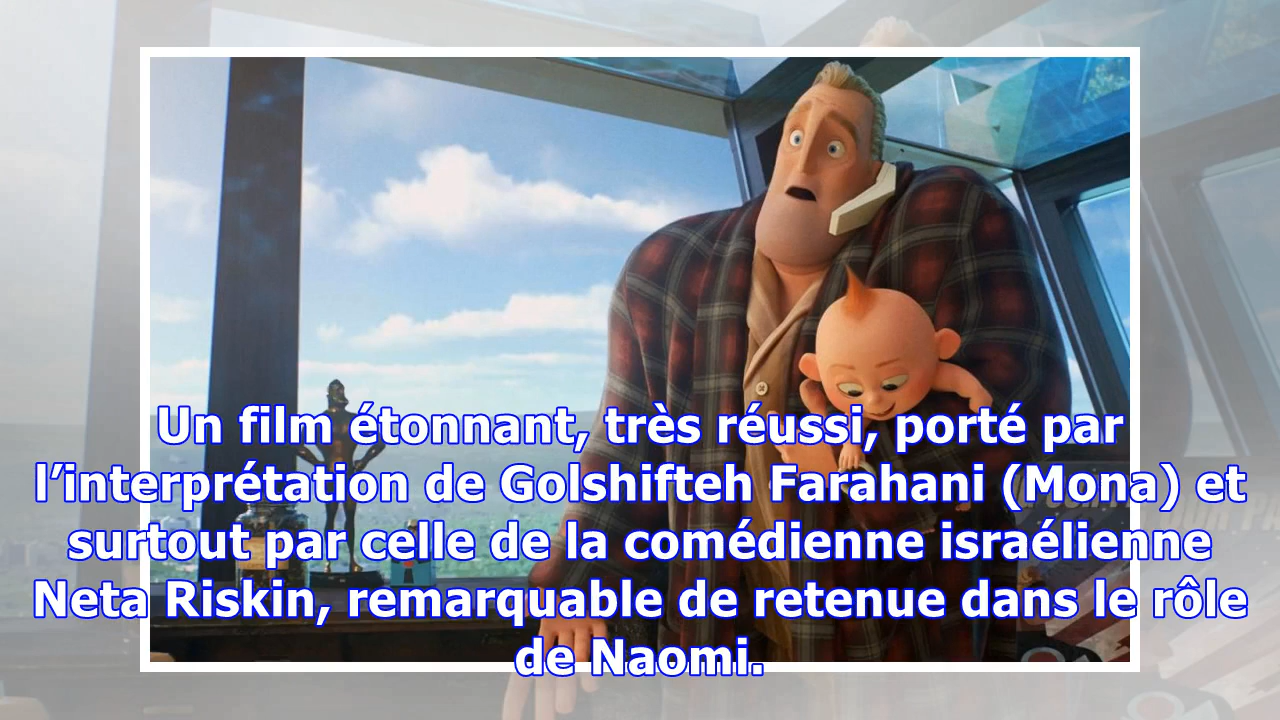 Un film étonnant, très réussi, porté par
l’interprétation de Golshifteh Farahani (Mona) et
surtout par celle de la comédienne israélienne
Neta Riskin, remarquable de retenue dans le rôle
de Naomi.